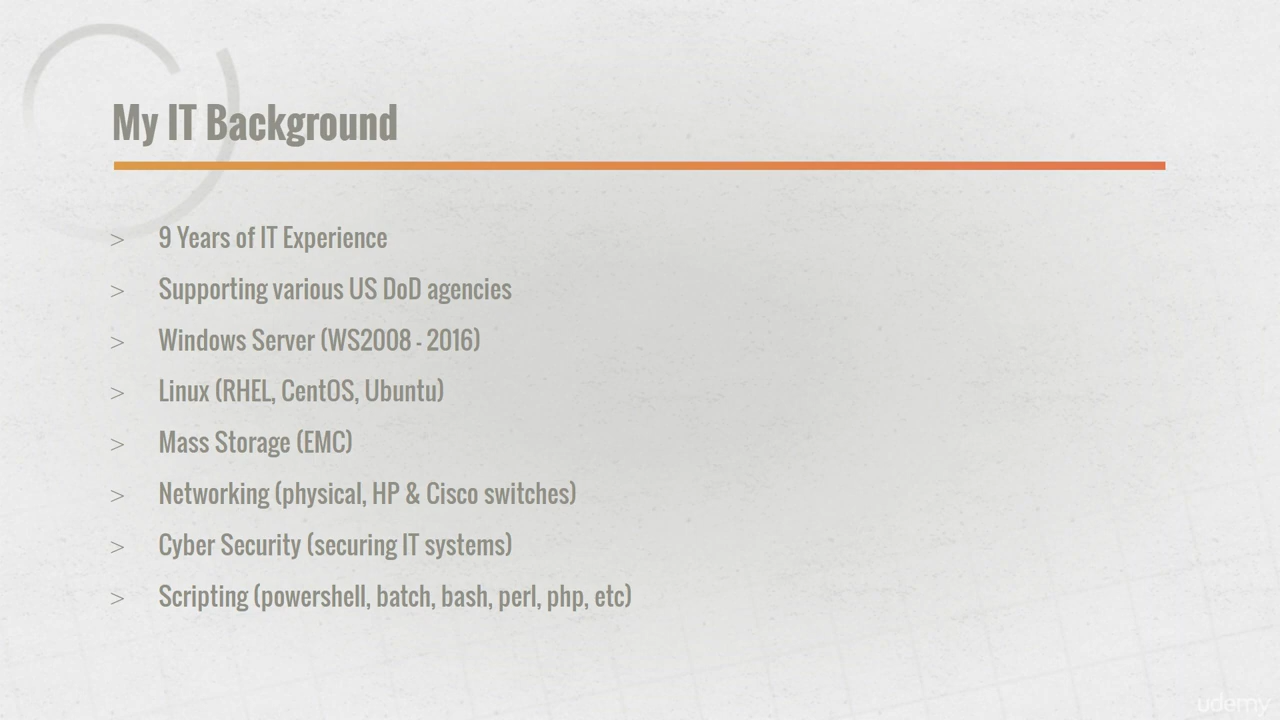 My IT Background
> 9 Years of IT Experience
> Supporting various US DoD agencies
> Windows Server (WS2008 - 2016)
> Linux (RHEL, CentOS, Ubuntu)
> Mass Storage (EMC)
> Networking (physical, HP & Cisco switches)
> Cyber Security (securing IT systems)
> Scripting (powershell, batch, bash, perl, php, etc)
udemy